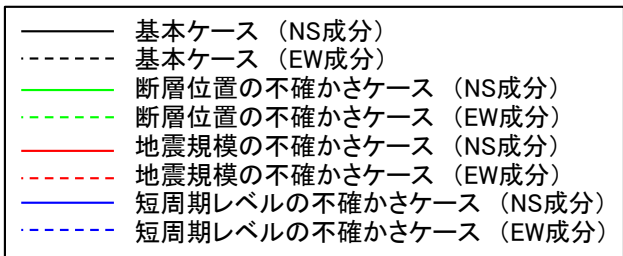 基本ケース (NS成分)
基本ケース (EW成分)
断層位置の不確かさケース (NS成分)
断層位置の不確かさケース (EW成分)
地震規模の不確かさケース (NS成分)
地震規模の不確かさケース (EW成分)
短周期レベルの不確かさケース (NS成分)
短周期レベルの不確かさケース (EW成分)